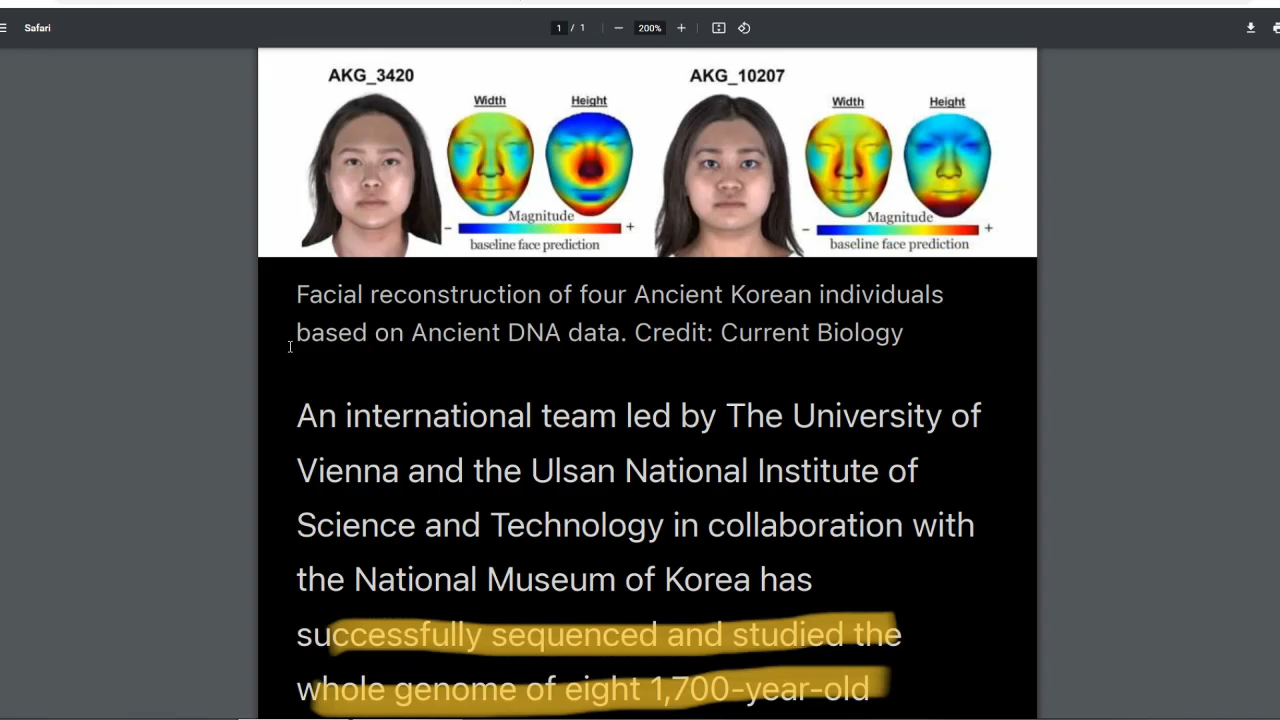 Safari
1 / 1
200%
AKG_3420
AKG_10207
Width
Height
Width
Height
Magnitude
- +
baseline face prediction
Magnitude
- +
baseline face prediction
Facial reconstruction of four Ancient Korean individuals
based on Ancient DNA data. Credit: Current Biology
An international team led by The University of
Vienna and the Ulsan National Institute of
Science and Technology in collaboration with
the National Museum of Korea has
successfully sequenced and studied the
whole genome of eight 1,700-year-old